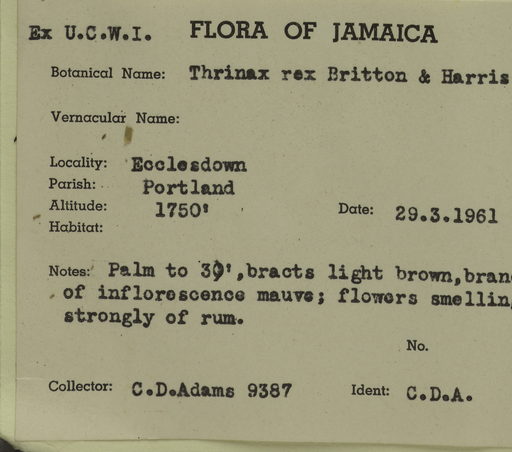 Ex U.C.W.I. FLORA OF JAMAICA
Botanical Name: Thrinax rex Britton & Harris
Vernacular Name:
Locality: Ecclesdown
Parish: Portland
Altitude: 1750' Date: 29.3.1961
Habitat:
Notes: Palm to 30',bracts light brown,bran
of inflorescence mauve; flowers smellin
strongly of rum.
No.
Collector: C.D.Adams 9387 Ident: C.D.A.